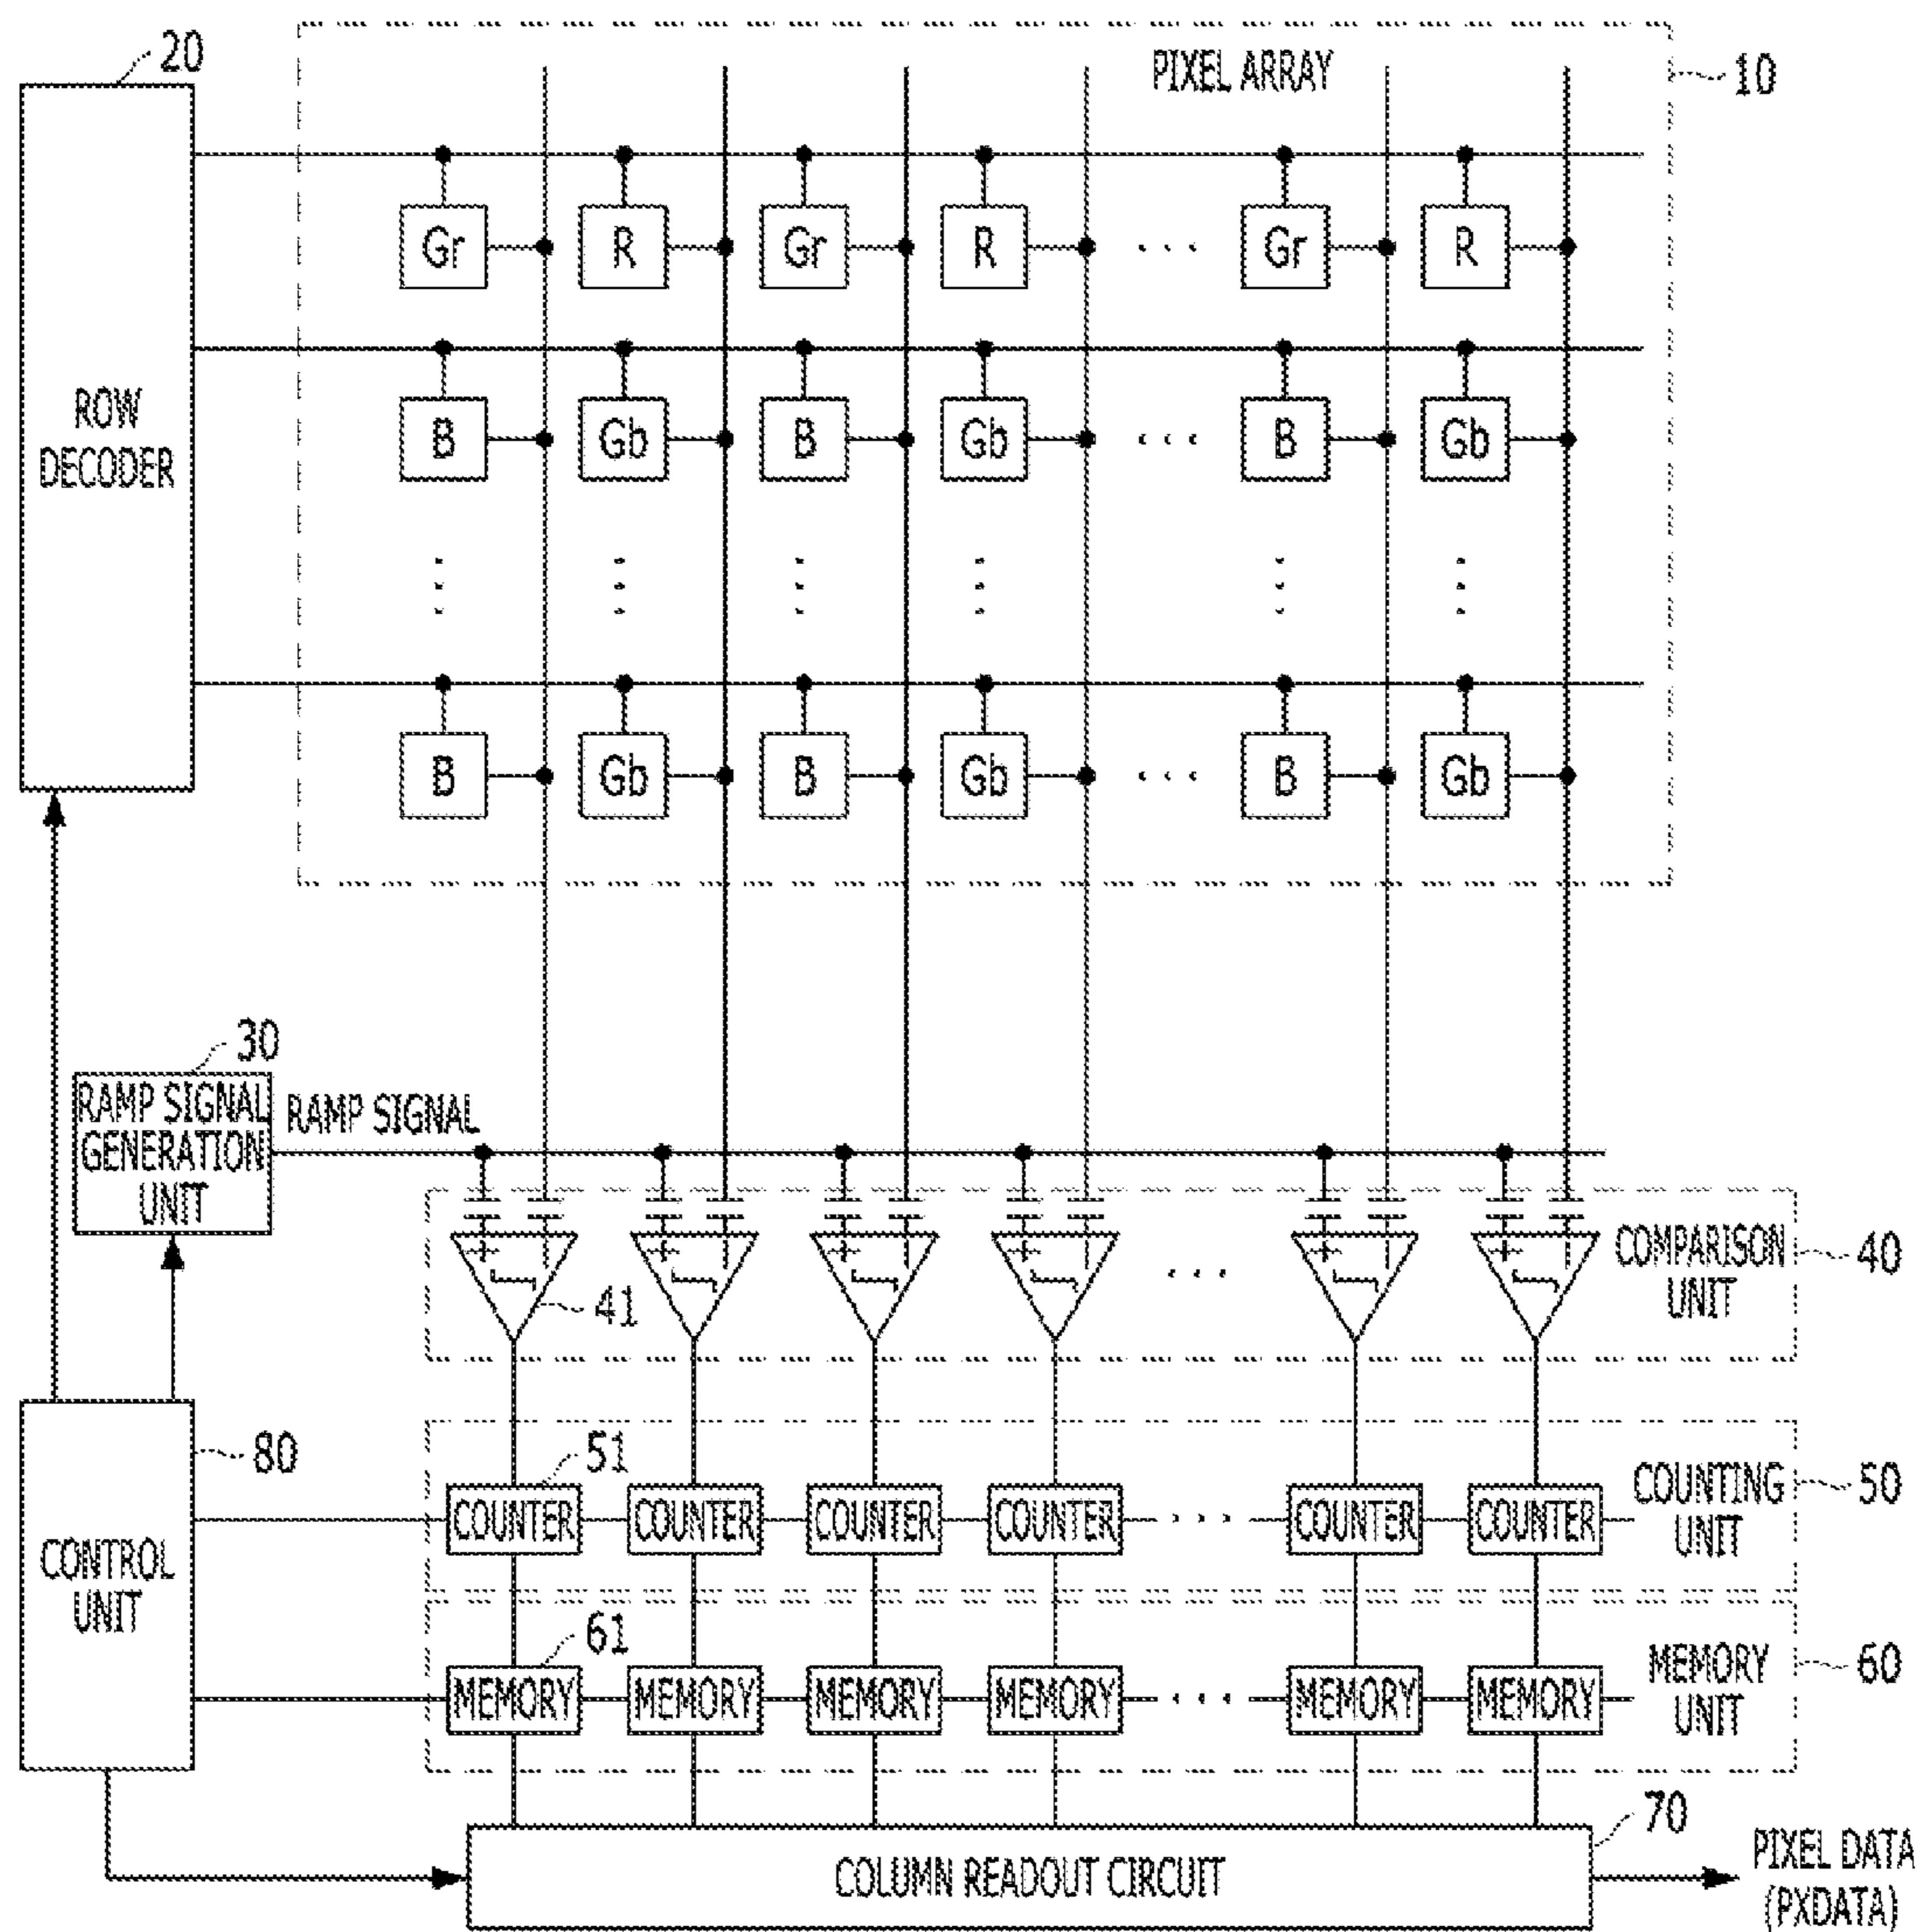 20
PIXEL ARRAY
10
Gr R Gr R ... Gr R
ROW
DECODER
B Gb B Gb ... B Gb
B Gb B Gb ... B Gb
30
RAMP SIGNAL
GENERATION
UNIT
RAMP SIGNAL
+ - + - + - + - ... + - + -
41
COMPARISON
UNIT
40
80
CONTROL
UNIT
51
COUNTER COUNTER COUNTER COUNTER ... COUNTER COUNTER
COUNTING
UNIT
50
61
MEMORY MEMORY MEMORY MEMORY ... MEMORY MEMORY
MEMORY
UNIT
60
70
COLUMN READOUT CIRCUIT
PIXEL DATA
(PXDATA)